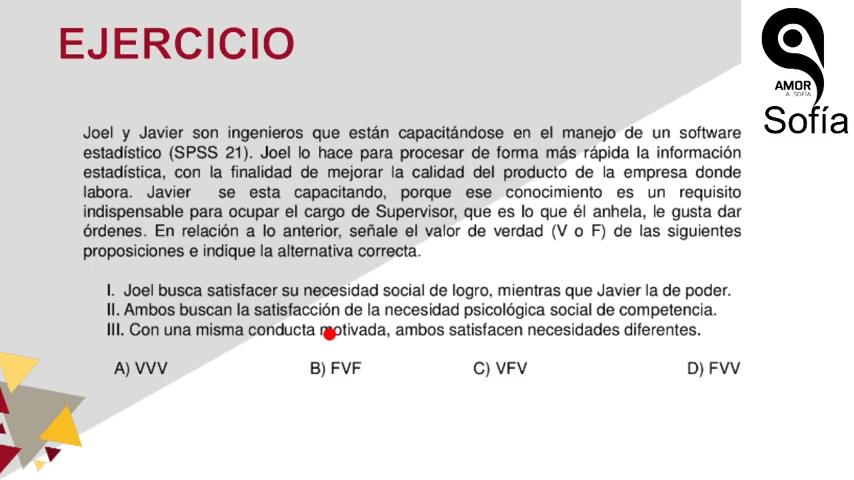 EJERCICIO
AMOR
A SOFÍA
Sofía
Joel y Javier son ingenieros que están capacitándose en el manejo de un software
estadístico (SPSS 21). Joel lo hace para procesar de forma más rápida la información
estadística, con la finalidad de mejorar la calidad del producto de la empresa donde
labora. Javier se esta capacitando, porque ese conocimiento es un requisito
indispensable para ocupar el cargo de Supervisor, que es lo que él anhela, le gusta dar
órdenes. En relación a lo anterior, señale el valor de verdad (V o F) de las siguientes
proposiciones e indique la alternativa correcta.
I. Joel busca satisfacer su necesidad social de logro, mientras que Javier la de poder.
II. Ambos buscan la satisfacción de la necesidad psicológica social de competencia.
III. Con una misma conducta motivada, ambos satisfacen necesidades diferentes.
A) VVV B) FVF C) VFV D) FVV